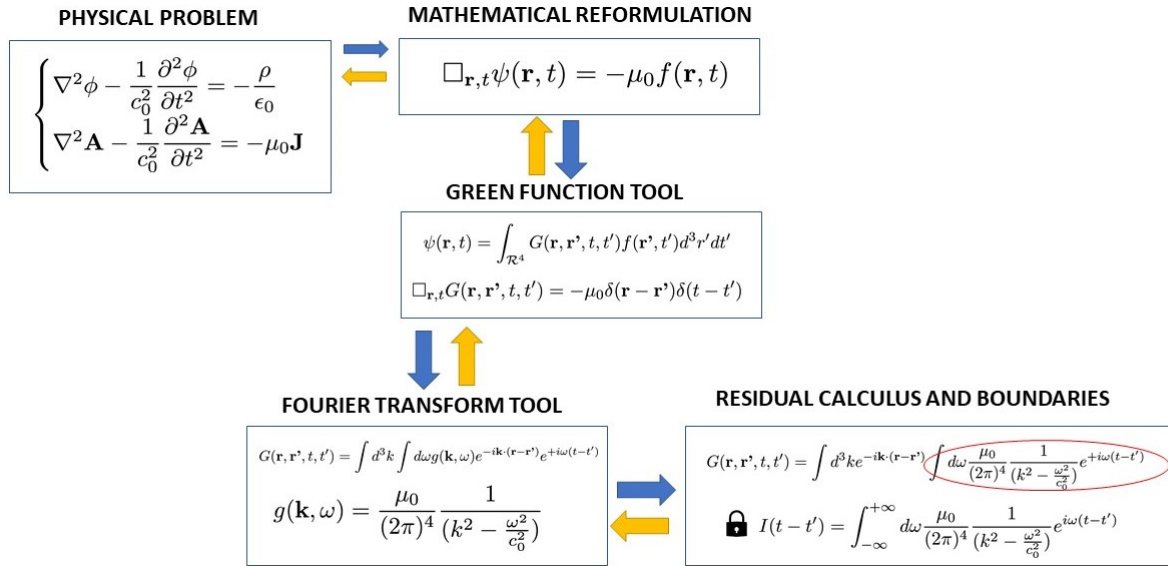 PHYSICAL PROBLEM
∇²ϕ − 1/c₀² ∂²ϕ/∂t² = −ρ/ϵ₀
∇²𝐀 − 1/c₀² ∂²𝐀/∂t² = −μ₀𝐉
MATHEMATICAL REFORMULATION
□_{𝐫,t}ψ(𝐫, t) = −μ₀f(𝐫, t)
GREEN FUNCTION TOOL
ψ(𝐫, t) = ∫_{ℛ⁴} G(𝐫, 𝐫', t, t')f(𝐫', t')d³r'dt'
□_{𝐫,t}G(𝐫, 𝐫', t, t') = −μ₀δ(𝐫 − 𝐫')δ(t − t')
FOURIER TRANSFORM TOOL
G(𝐫, 𝐫', t, t') = ∫ d³k ∫ dωg(𝐤, ω)e^{−i𝐤·(𝐫−𝐫')}e^{+iω(t−t')}
g(𝐤, ω) = μ₀/(2π)⁴ 1/(k² − ω²/c₀²)
RESIDUAL CALCULUS AND BOUNDARIES
G(𝐫, 𝐫', t, t') = ∫ d³ke^{−i𝐤·(𝐫−𝐫')} ∫ dω μ₀/(2π)⁴ 1/(k² − ω²/c₀²) e^{+iω(t−t')}
I(t − t') = ∫_{−∞}^{+∞} dω μ₀/(2π)⁴ 1/(k² − ω²/c₀²) e^{iω(t−t')}